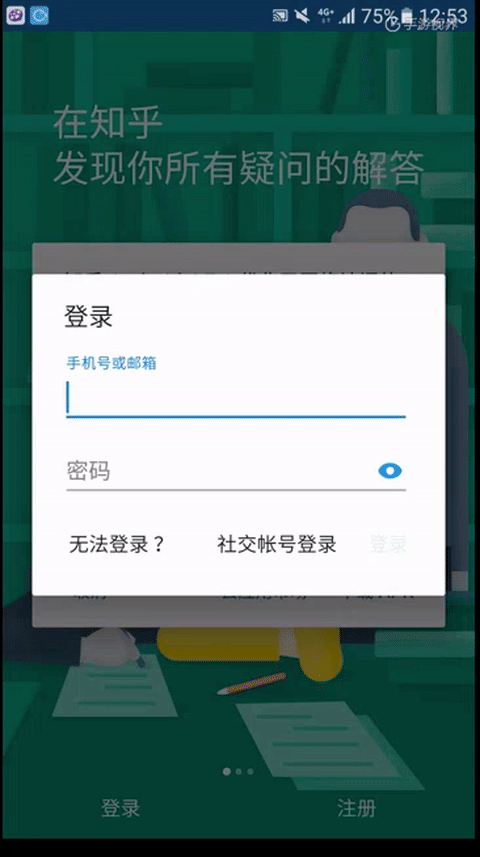 4G+
75% 12:53
手游视界
在知乎
发现你所有疑问的解答
登录
手机号或邮箱
密码
无法登录？ 社交帐号登录 登录
登录 注册